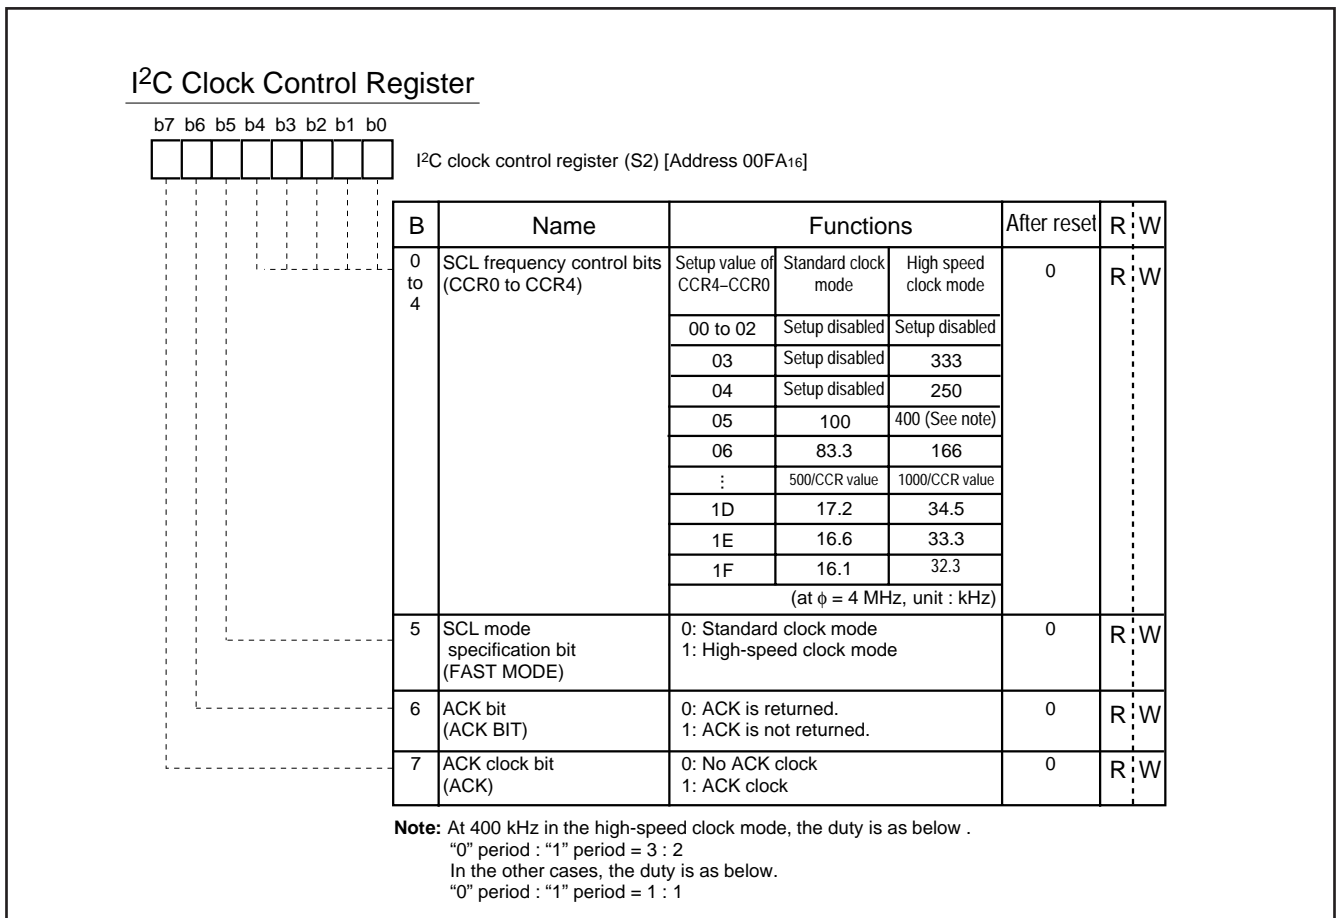 I2C Clock Control Register
b7 b6 b5 b4 b3 b2 b1 b0
I2C clock control register (S2) [Address 00FA16]
B Name Functions After reset R W
0 to 4 SCL frequency control bits (CCR0 to CCR4) 0 R W
Setup value of CCR4–CCR0 Standard clock mode High speed clock mode
00 to 02 Setup disabled Setup disabled
03 Setup disabled 333
04 Setup disabled 250
05 100 400 (See note)
06 83.3 166
⋮ 500/CCR value 1000/CCR value
1D 17.2 34.5
1E 16.6 33.3
1F 16.1 32.3
(at ϕ = 4 MHz, unit : kHz)
5 SCL mode specification bit (FAST MODE) 0: Standard clock mode 0 R W
1: High-speed clock mode
6 ACK bit (ACK BIT) 0: ACK is returned. 0 R W
1: ACK is not returned.
7 ACK clock bit (ACK) 0: No ACK clock 0 R W
1: ACK clock
Note: At 400 kHz in the high-speed clock mode, the duty is as below .
“0” period : “1” period = 3 : 2
In the other cases, the duty is as below.
“0” period : “1” period = 1 : 1